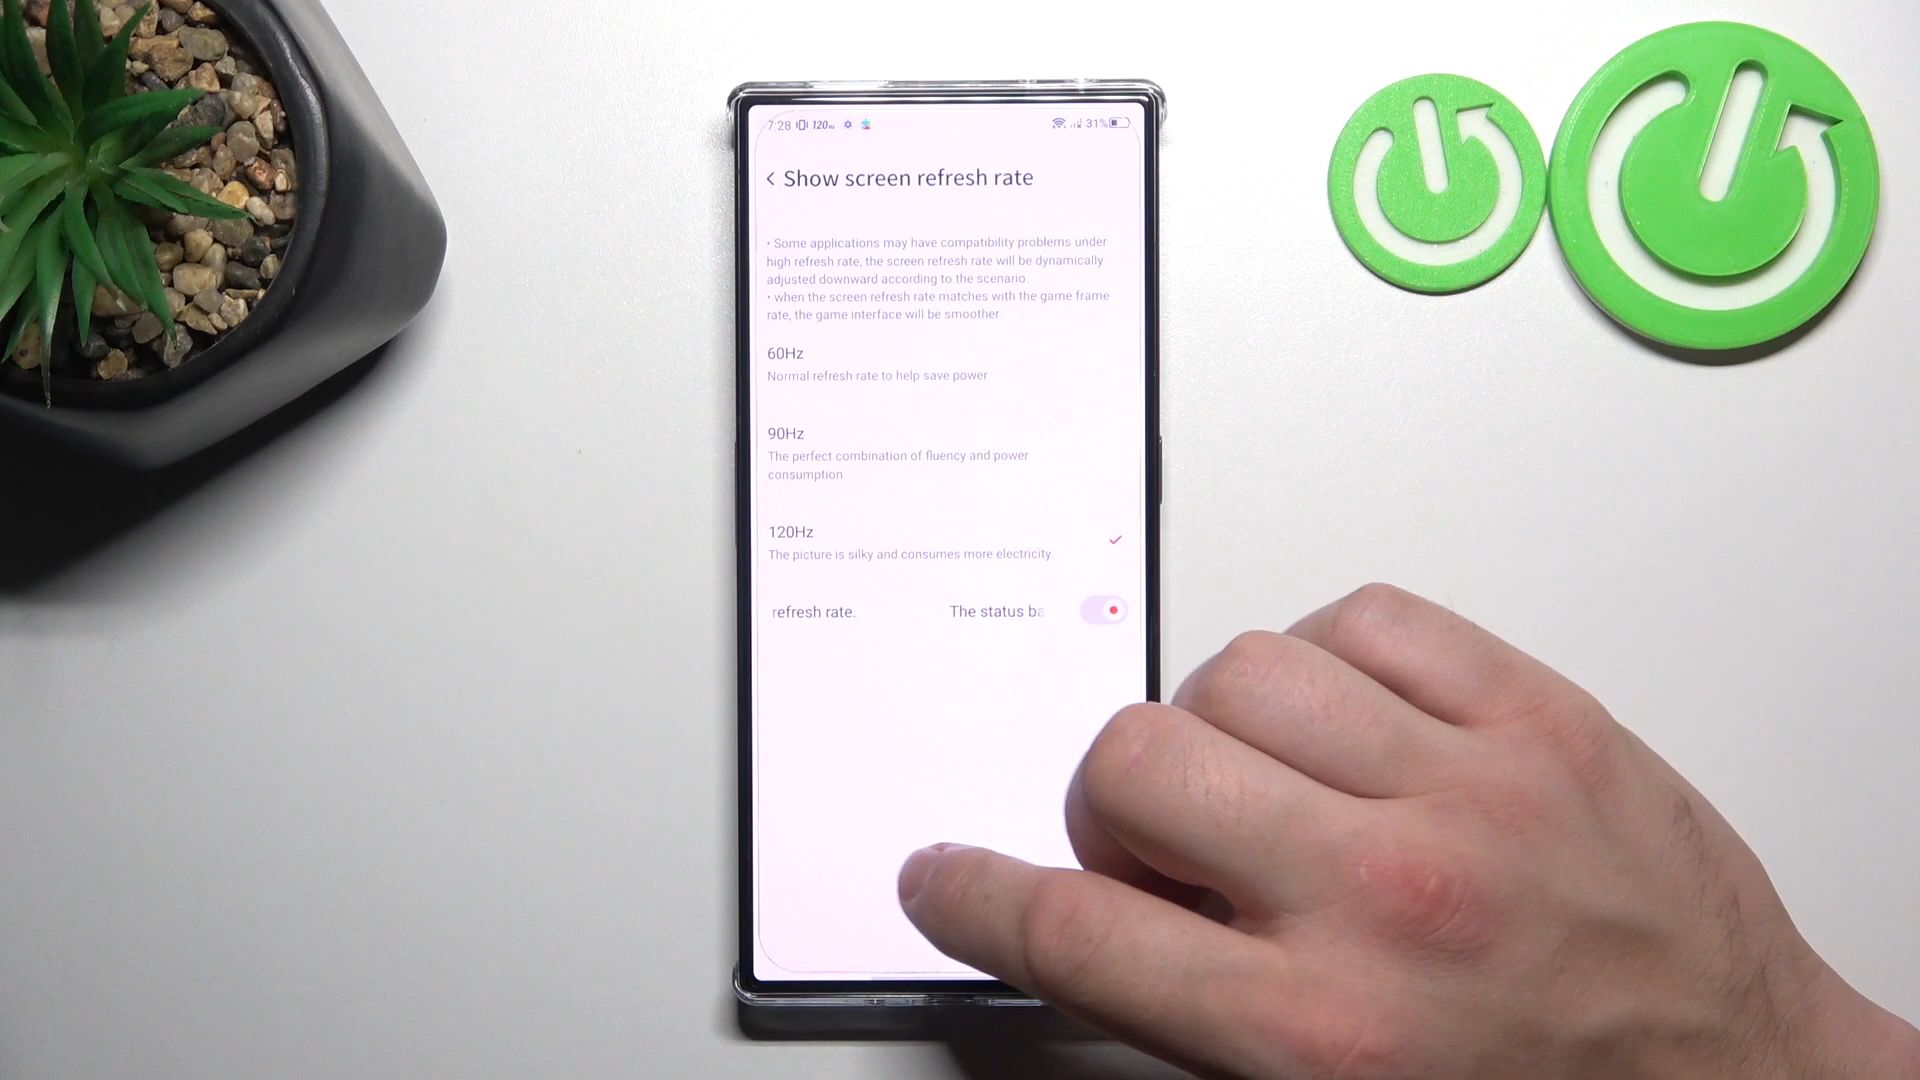 7:28 120Hz 31%
Show screen refresh rate
• Some applications may have compatibility problems under
high refresh rate, the screen refresh rate will be dynamically
adjusted downward according to the scenario.
• when the screen refresh rate matches with the game frame
rate, the game interface will be smoother.
60Hz
Normal refresh rate to help save power
90Hz
The perfect combination of fluency and power
consumption
120Hz
The picture is silky and consumes more electricity.
refresh rate. The status ba